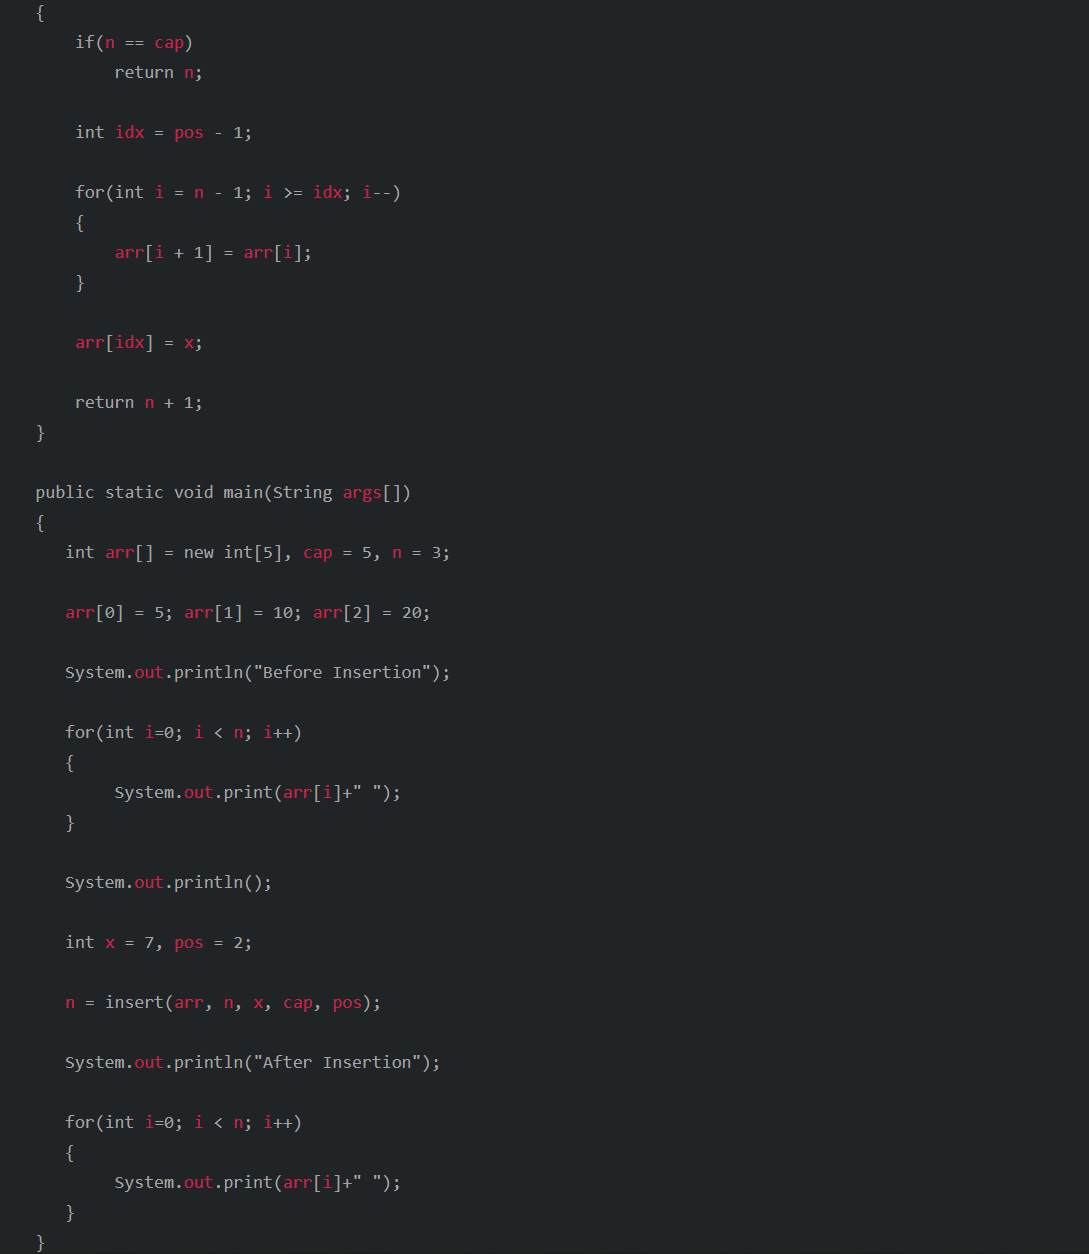 {
if(n == cap)
return n;
int idx = pos - 1;
for(int i = n - 1; i >= idx; i--)
{
arr[i + 1] = arr[i];
}
arr[idx] = x;
return n + 1;
}
public static void main(String args[])
{
int arr[] = new int[5], cap = 5, n = 3;
arr[0] = 5; arr[1] = 10; arr[2] = 20;
System.out.println("Before Insertion");
for(int i=0; i < n; i++)
{
System.out.print(arr[i]+" ");
}
System.out.println();
int x = 7, pos = 2;
n = insert(arr, n, x, cap, pos);
System.out.println("After Insertion");
for(int i=0; i < n; i++)
{
System.out.print(arr[i]+" ");
}
}